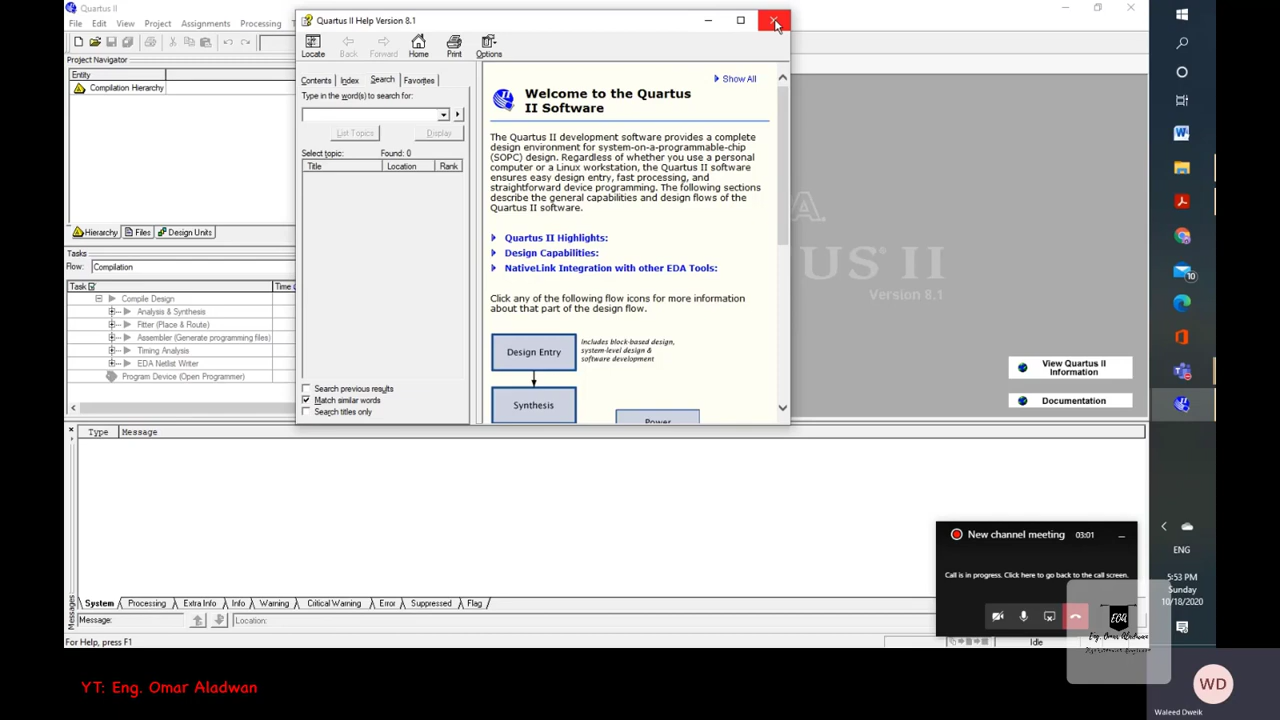 Quartus II
File Edit View Project Assignments Processing
Project Navigator
Entity
Compilation Hierarchy
Hierarchy Files Design Units
Tasks
Flow: Compilation
Task Time
Compile Design
Analysis & Synthesis
Fitter (Place & Route)
Assembler (Generate programming files)
Timing Analysis
EDA Netlist Writer
Program Device (Open Programmer)
Quartus II Help Version 8.1
Locate Back Forward Home Print Options
Contents Index Search Favorites
Type in the word(s) to search for:
List Topics Display
Select topic: Found: 0
Title Location Rank
Search previous results
Match similar words
Search titles only
Show All
Welcome to the Quartus
II Software
The Quartus II development software provides a complete
design environment for system-on-a-programmable-chip
(SOPC) design. Regardless of whether you use a personal
computer or a Linux workstation, the Quartus II software
ensures easy design entry, fast processing, and
straightforward device programming. The following sections
describe the general capabilities and design flows of the
Quartus II software.
Quartus II Highlights:
Design Capabilities:
NativeLink Integration with other EDA Tools:
Click any of the following flow icons for more information
about that part of the design flow.
Design Entry
Includes block-based design,
system-level design &
software development
Synthesis
Power
A.
US II
Version 8.1
View Quartus II
Information
Documentation
Type Message
System Processing Extra Info Info Warning Critical Warning Error Suppressed Flag
Message: Location:
Messages
For Help, press F1
Idle
New channel meeting 03:01
Call is in progress. Click here to go back to the call screen.
10
ENG
5:53 PM
Sunday
10/18/2020
EOA
Eng. Omar Aladwan
YT: Eng. Omar Aladwan
WD
Waleed Dweik